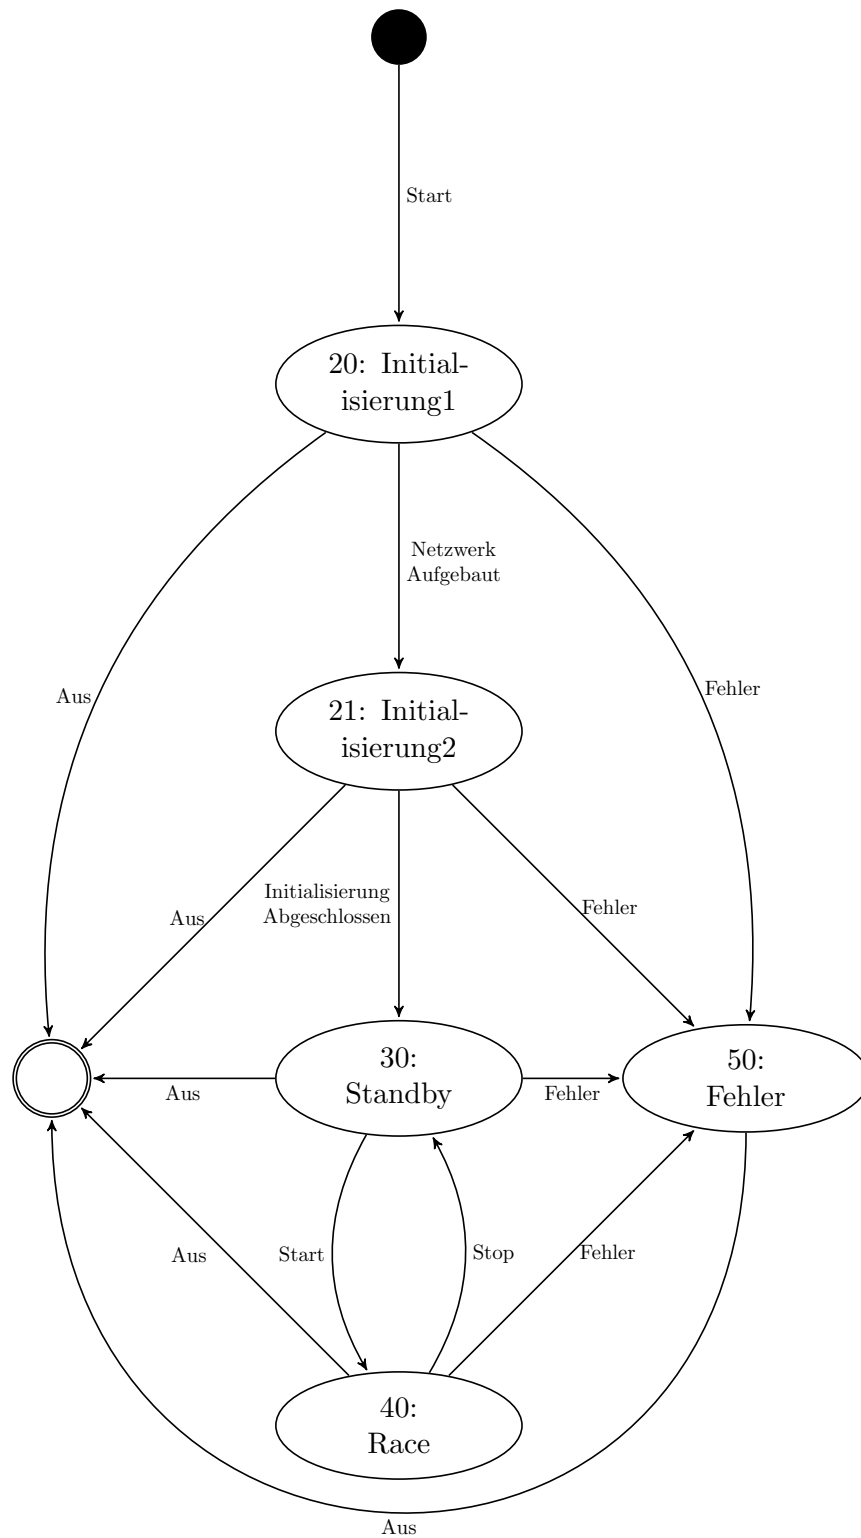 Start
20: Initial-
isierung1
Netzwerk
Aufgebaut
Aus
Fehler
21: Initial-
isierung2
Initialisierung
Abgeschlossen
Aus
Fehler
30:
Standby
50:
Fehler
Aus
Fehler
Aus
Start
Stop
Fehler
40:
Race
Aus